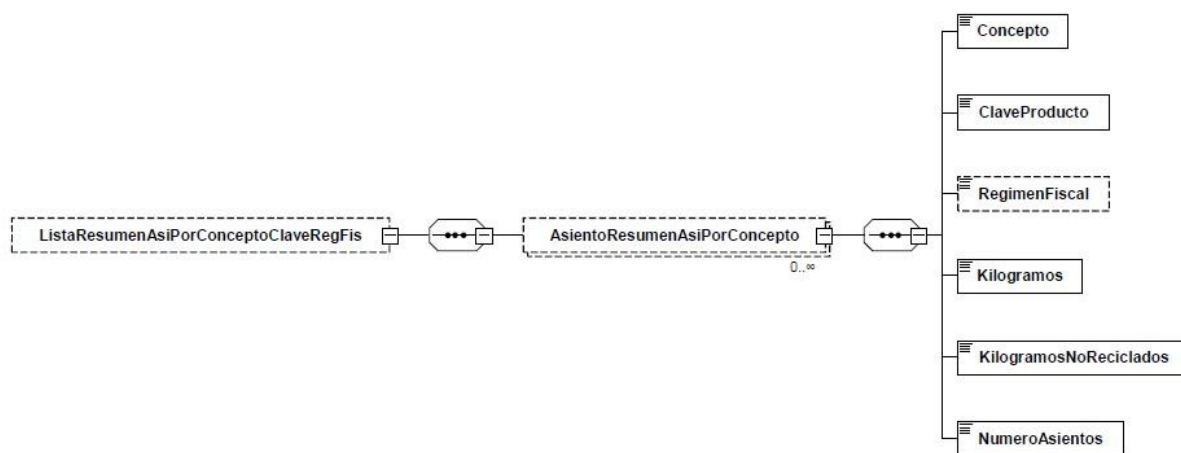 Concepto
ClaveProducto
RegimenFiscal
ListaResumenAsiPorConceptoClaveRegFis
AsientoResumenAsiPorConcepto
0..∞
Kilogramos
KilogramosNoReciclados
NumeroAsientos